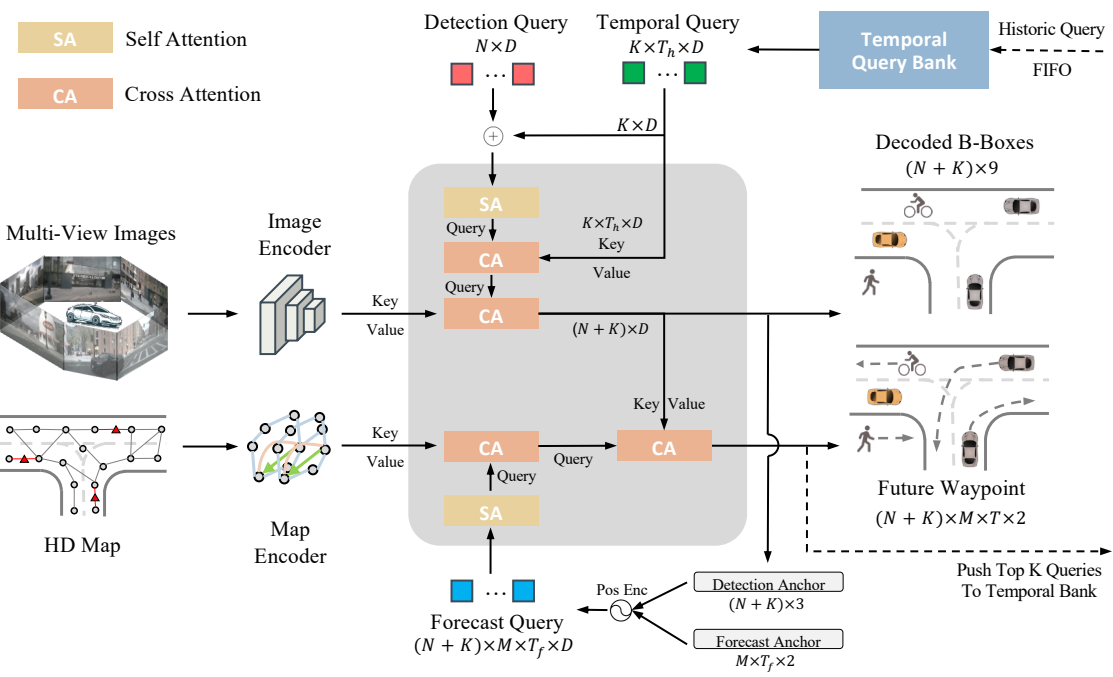 SA
Self Attention
CA
Cross Attention
Detection Query
N×D
...
Temporal Query
K×T_h×D
...
Temporal
Query Bank
Historic Query
FIFO
+
K×D
Decoded B-Boxes
(N + K)×9
SA
Query
K×T_h×D
Key
Value
CA
Query
CA
(N+K)×D
Multi-View Images
Image
Encoder
Key
Value
Key Value
HD Map
Map
Encoder
Key
Value
CA
Query
CA
Query
SA
Future Waypoint
(N + K)×M×T×2
Push Top K Queries
To Temporal Bank
...
Forecast Query
(N + K)×M×T_f×D
Pos Enc
Detection Anchor
(N + K)×3
Forecast Anchor
M×T_f×2